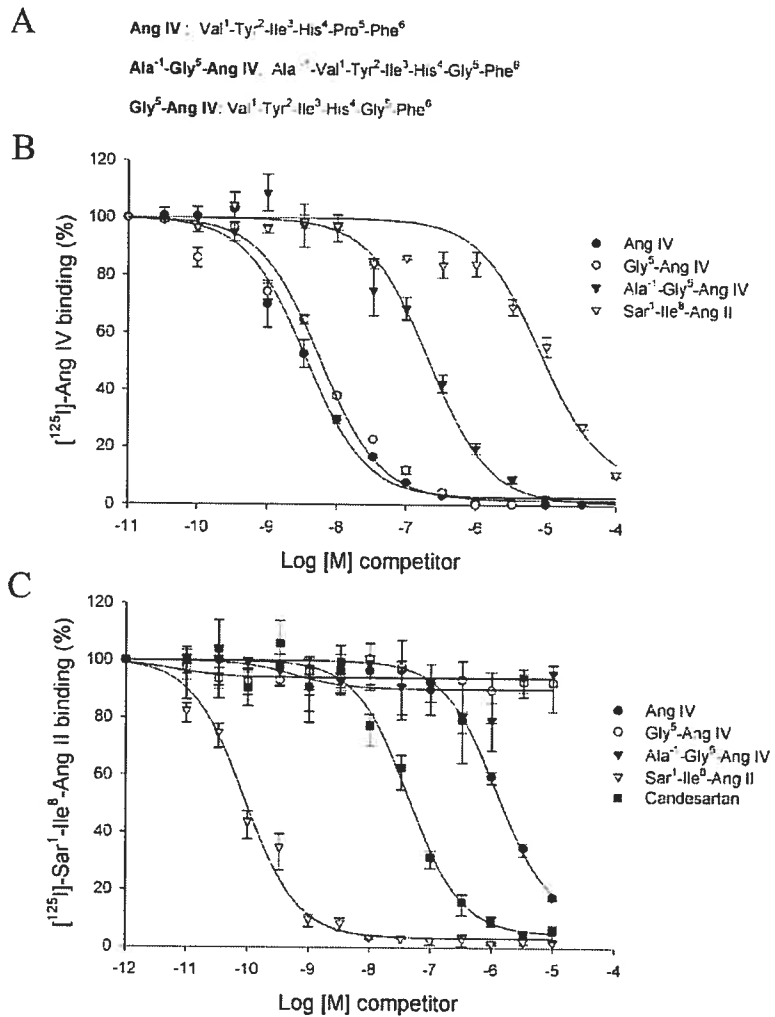 A
Ang IV : Val¹-Tyr²-Ile³-His⁴-Pro⁵-Phe⁶
Ala⁻¹-Gly⁵-Ang IV: Ala⁻¹-Val¹-Tyr²-Ile³-His⁴-Gly⁵-Phe⁶
Gly⁵-Ang IV: Val¹-Tyr²-Ile³-His⁴-Gly⁵-Phe⁶
B
[¹²⁵I]-Ang IV binding (%)
120
100
80
60
40
20
0
-11 -10 -9 -8 -7 -6 -5 -4
Log [M] competitor
Ang IV
Gly⁵-Ang IV
Ala⁻¹-Gly⁵-Ang IV
Sar¹-Ile⁸-Ang II
C
[¹²⁵I]-Sar¹-Ile⁸-Ang II binding (%)
120
100
80
60
40
20
0
-12 -11 -10 -9 -8 -7 -6 -5 -4
Log [M] competitor
Ang IV
Gly⁵-Ang IV
Ala⁻¹-Gly⁵-Ang IV
Sar¹-Ile⁸-Ang II
Candesartan